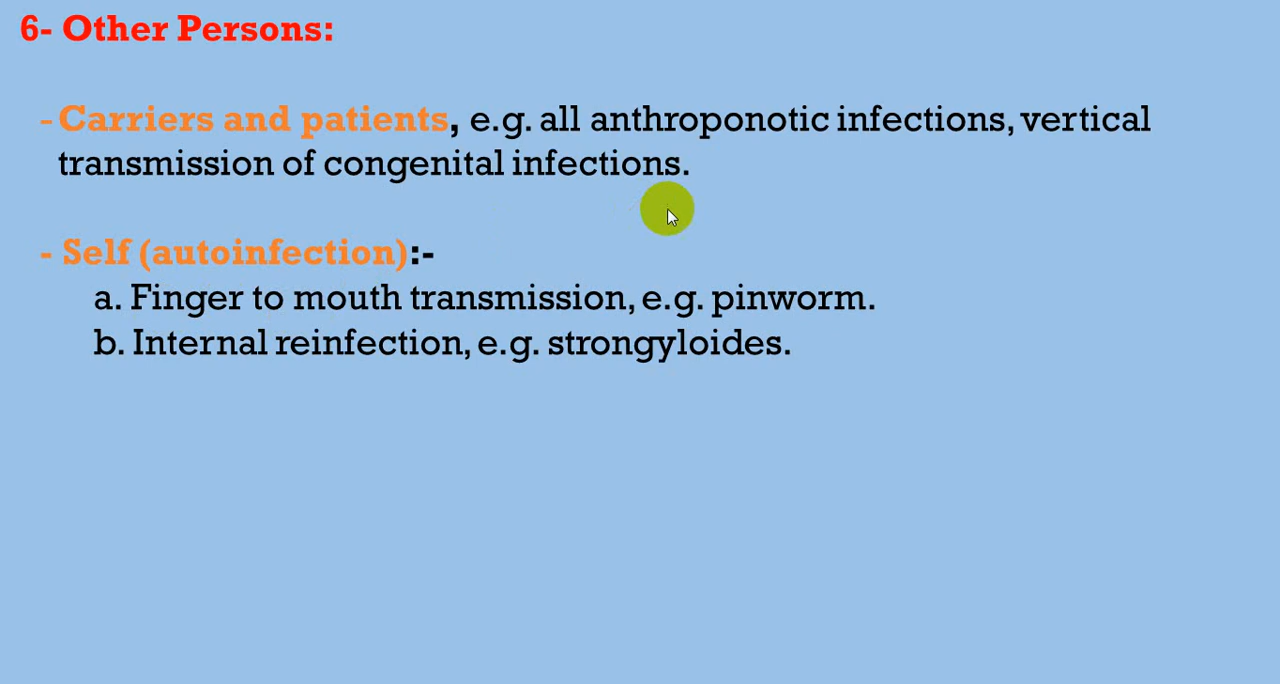 6- Other Persons:
- Carriers and patients, e.g. all anthroponotic infections, vertical
transmission of congenital infections.
- Self (autoinfection):-
a. Finger to mouth transmission, e.g. pinworm.
b. Internal reinfection, e.g. strongyloides.